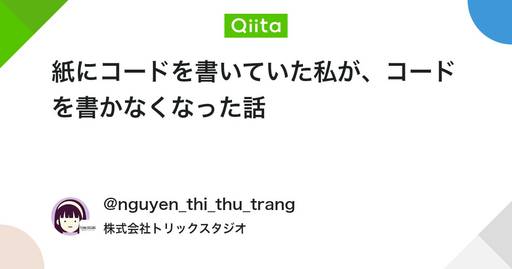 Qiita
紙にコードを書いていた私が、コード
を書かなくなった話
@nguyen_thi_thu_trang
株式会社トリックスタジオ